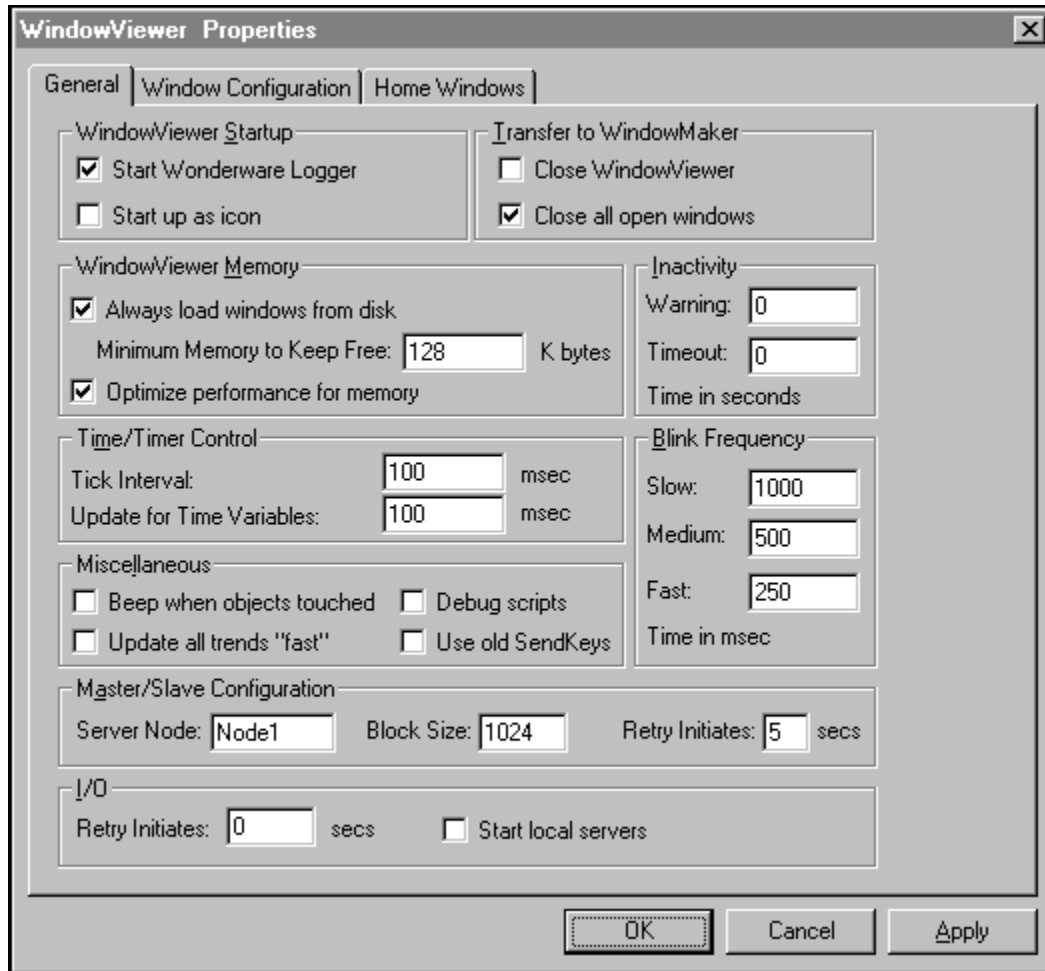 WindowViewer Properties
General Window Configuration Home Windows
WindowViewer Startup
Start Wonderware Logger
Start up as icon
Transfer to WindowMaker
Close WindowViewer
Close all open windows
WindowViewer Memory
Always load windows from disk
Minimum Memory to Keep Free: 128 K bytes
Optimize performance for memory
Inactivity
Warning: 0
Timeout: 0
Time in seconds
Time/Timer Control
Tick Interval: 100 msec
Update for Time Variables: 100 msec
Blink Frequency
Slow: 1000
Medium: 500
Fast: 250
Time in msec
Miscellaneous
Beep when objects touched Debug scripts
Update all trends "fast" Use old SendKeys
Master/Slave Configuration
Server Node: Node1 Block Size: 1024 Retry Initiates: 5 secs
I/O
Retry Initiates: 0 secs Start local servers
OK Cancel Apply